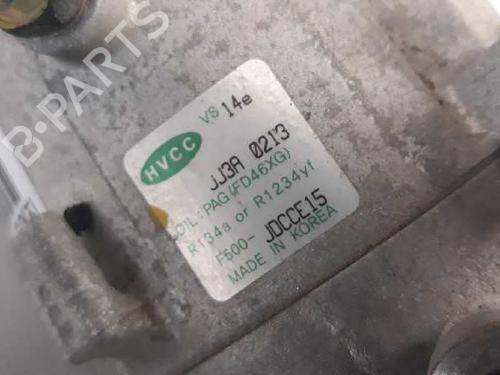 HVCC
VS 14e
JJ3A 0213
OIL: PAG(FD46XG)
R134a or R1234yf
F500- JDCCE15
MADE IN KOREA
B-PARTS